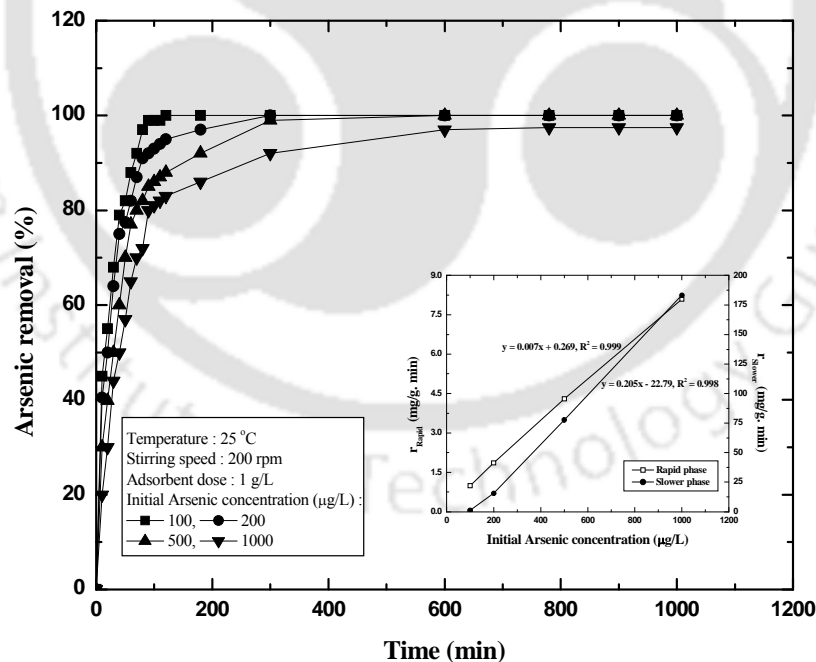 120
100
80
60
40
20
0
Arsenic removal (%)
0 200 400 600 800 1000 1200
Time (min)
Temperature : 25 °C
Stirring speed : 200 rpm
Adsorbent dose : 1 g/L
Initial Arsenic concentration (μg/L) :
100, 200
500, 1000
9.0
7.5
6.0
4.5
3.0
1.5
0.0
r Rapid (mg/g. min)
y = 0.007x + 0.269, R² = 0.999
y = 0.205x - 22.79, R² = 0.998
Rapid phase
Slower phase
200
175
150
125
100
75
50
25
0
r Slower (mg/g. min)
0 200 400 600 800 1000 1200
Initial Arsenic concentration (μg/L)
Technology